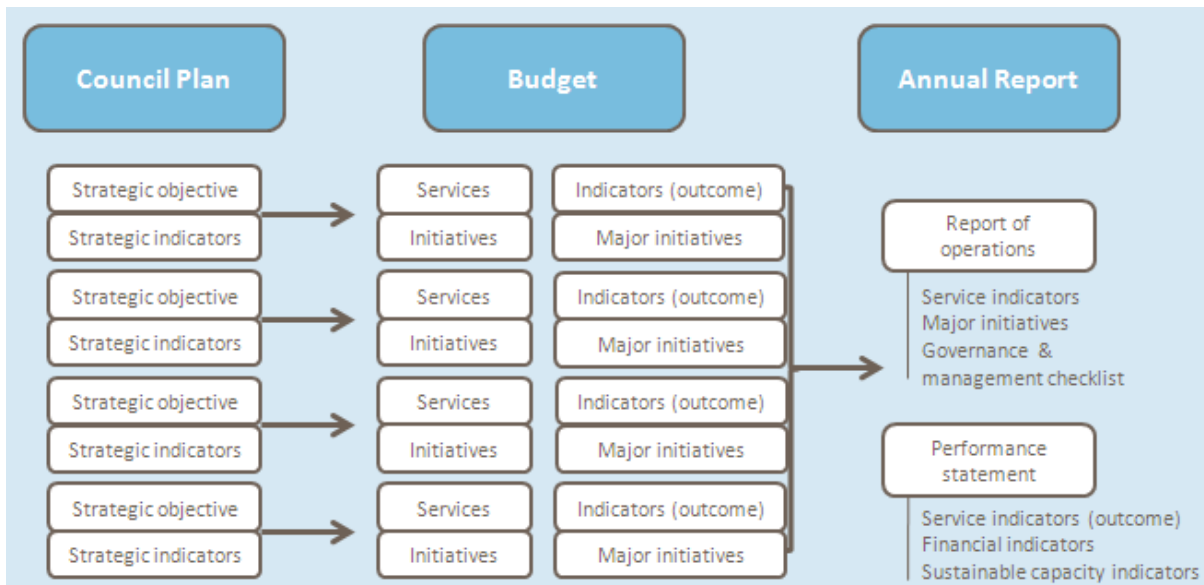 Council Plan
Budget
Annual Report
Strategic objective
Strategic indicators
Services
Initiatives
Indicators (outcome)
Major initiatives
Strategic objective
Strategic indicators
Services
Initiatives
Indicators (outcome)
Major initiatives
Strategic objective
Strategic indicators
Services
Initiatives
Indicators (outcome)
Major initiatives
Strategic objective
Strategic indicators
Services
Initiatives
Indicators (outcome)
Major initiatives
Report of
operations
Service indicators
Major initiatives
Governance &
management checklist
Performance
statement
Service indicators (outcome)
Financial indicators
Sustainable capacity indicators